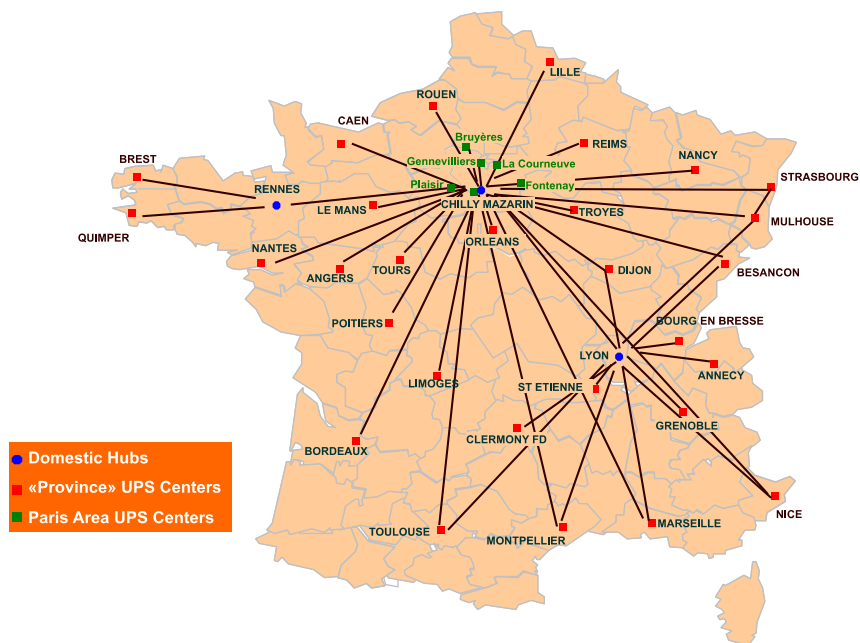 LILLE
ROUEN
CAEN
Bruyères
REIMS
BREST
Gennevilliers
La Courneuve
NANCY
STRASBOURG
RENNES
Plaisir
Fontenay
LE MANS
CHILLY MAZARIN
TROYES
MULHOUSE
QUIMPER
ORLEANS
NANTES
ANGERS
TOURS
DIJON
BESANCON
POITIERS
BOURG EN BRESSE
LYON
ANNECY
LIMOGES
ST ETIENNE
GRENOBLE
CLERMONY FD
BORDEAUX
Domestic Hubs
«Province» UPS Centers
Paris Area UPS Centers
NICE
TOULOUSE
MONTPELLIER
MARSEILLE